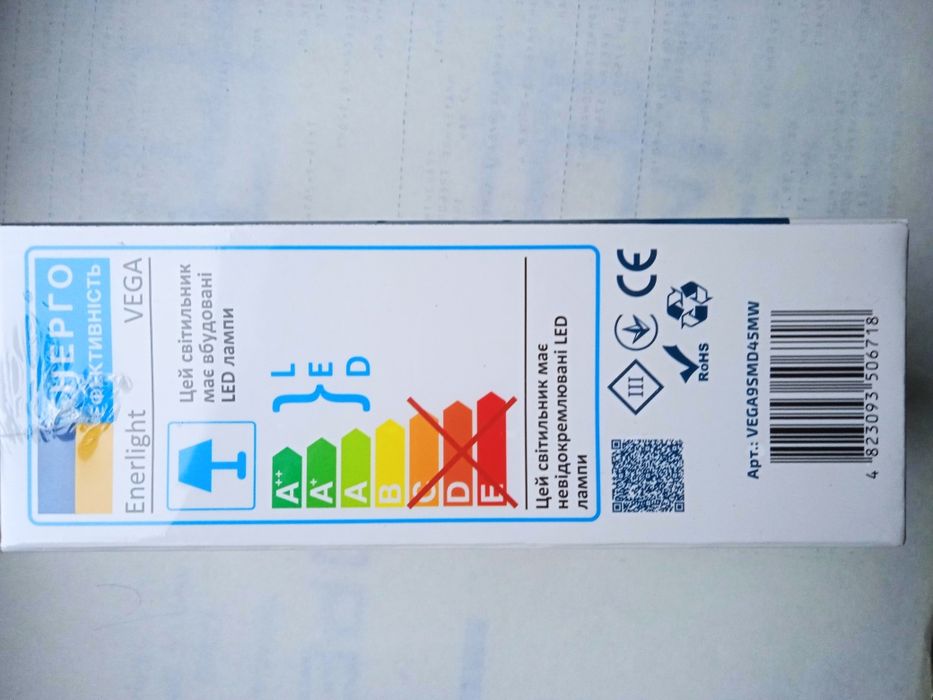 ЕНЕРГО
ЕФЕКТИВНІСТЬ
Enerlight VEGA
Цей світильник
має вбудовані
LED лампи
A++
A+
A
B
C
D
E
L
E
D
Цей світильник має
невідокремлювані LED
лампи
III
CE
RoHS
Арт.: VEGA9SMD45MW
4 823093 506718